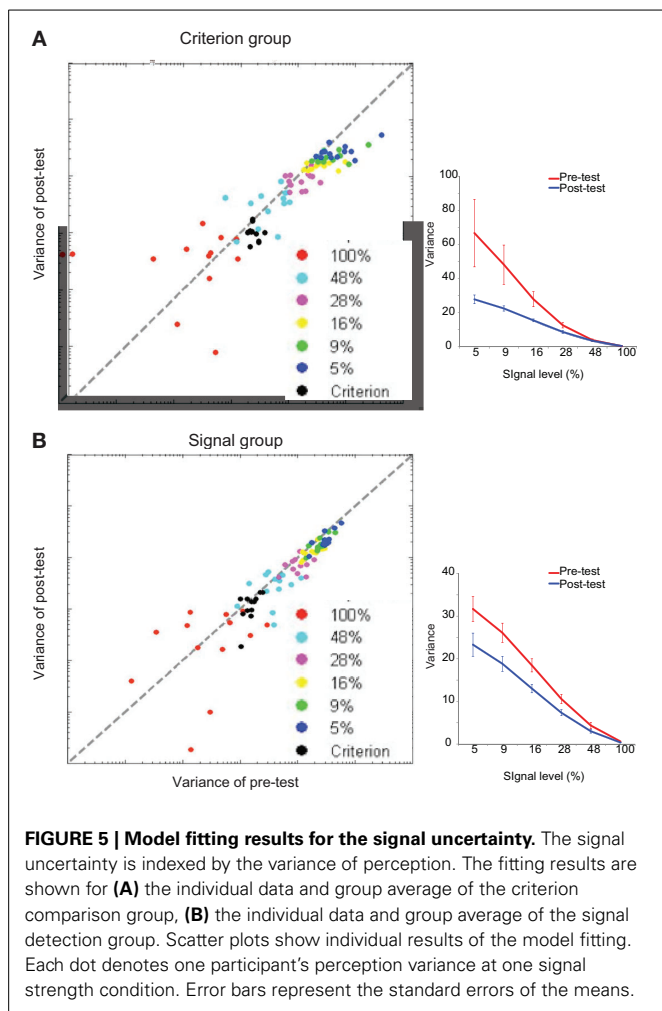 A
Criterion group
Variance of post-test
100%
48%
28%
16%
9%
5%
Criterion
100
80
60
40
20
0
Variance
Pre-test
Post-test
5 9 16 28 48 100
SIgnal level (%)
B
Signal group
Variance of post-test
100%
48%
28%
16%
9%
5%
Criterion
Variance of pre-test
40
30
20
10
0
Variance
Pre-test
Post-test
5 9 16 28 48 100
SIgnal level (%)
FIGURE 5 | Model fitting results for the signal uncertainty. The signal
uncertainty is indexed by the variance of perception. The fitting results are
shown for (A) the individual data and group average of the criterion
comparison group, (B) the individual data and group average of the signal
detection group. Scatter plots show individual results of the model fitting.
Each dot denotes one participant's perception variance at one signal
strength condition. Error bars represent the standard errors of the means.